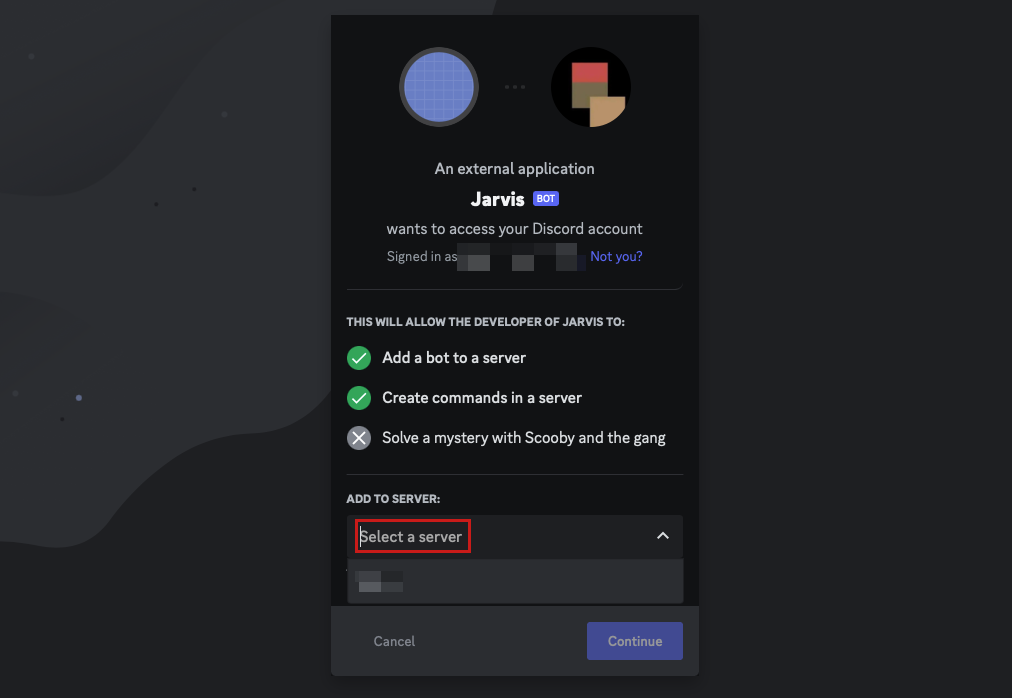 An external application
Jarvis BOT
wants to access your Discord account
Signed in as Not you?
THIS WILL ALLOW THE DEVELOPER OF JARVIS TO:
Add a bot to a server
Create commands in a server
Solve a mystery with Scooby and the gang
ADD TO SERVER:
Select a server
Cancel Continue